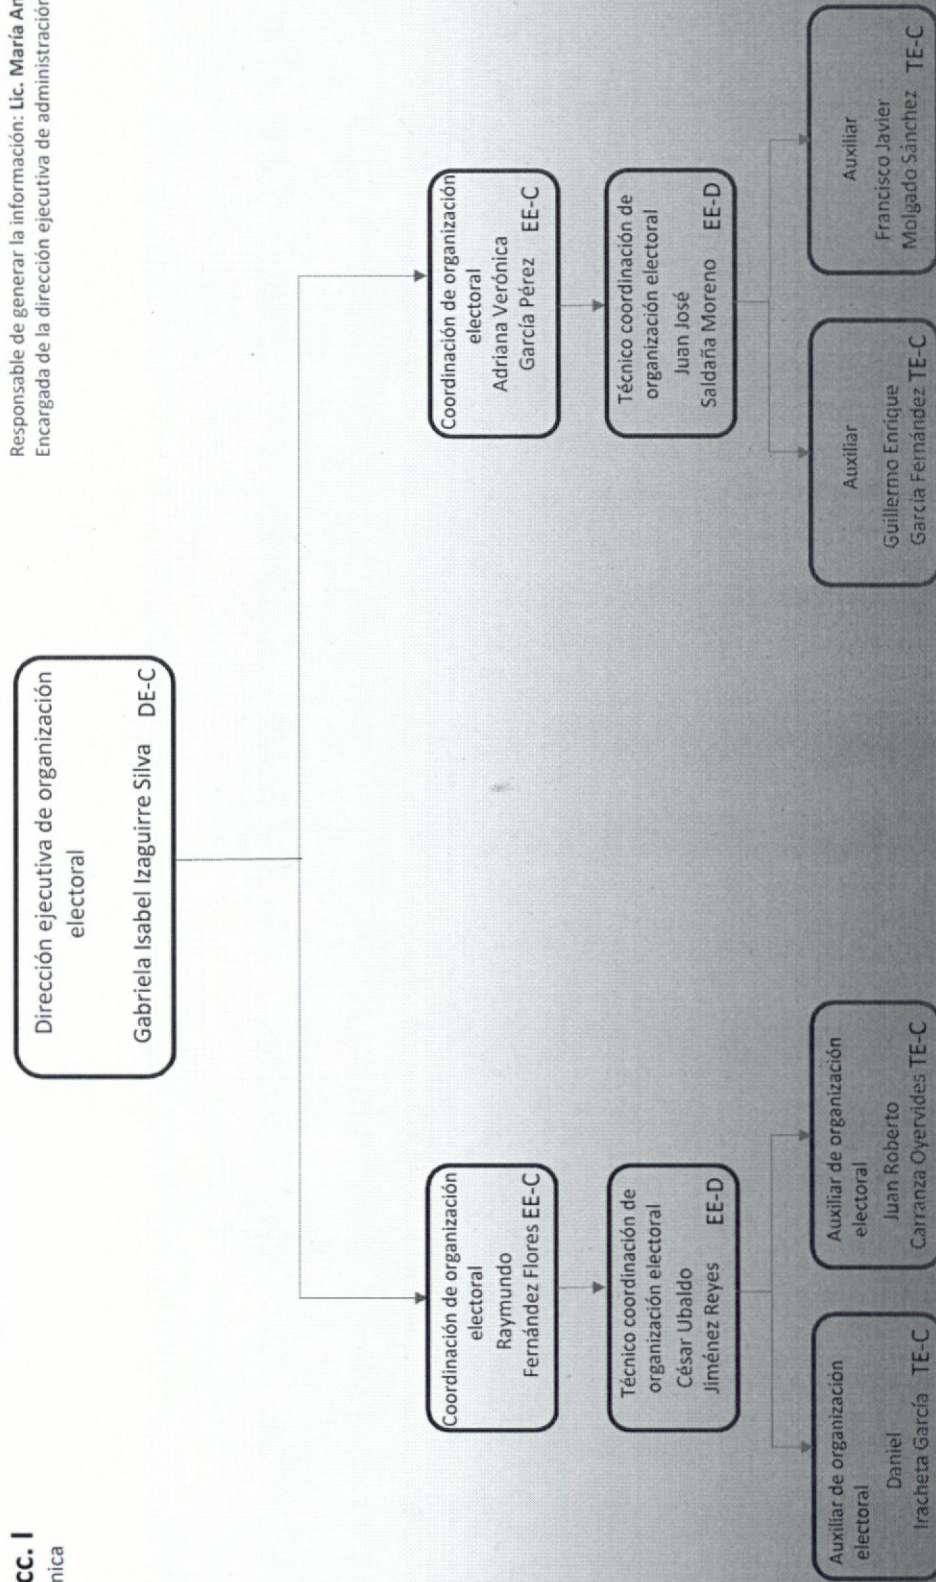 cc. I
nica
Responsable de generar la información: Lic. María An
Encargada de la dirección ejecutiva de administración
Dirección ejecutiva de organización
electoral
Gabriela Isabel Izaguirre Silva DE-C
Coordinación de organización
electoral
Raymundo
Fernández Flores EE-C
Técnico coordinación de
organización electoral
César Ubaldo
Jiménez Reyes EE-D
Auxiliar de organización
electoral
Daniel
Iracheta García TE-C
Auxiliar de organización
electoral
Juan Roberto
Carranza Oyervides TE-C
Coordinación de organización
electoral
Adriana Verónica
García Pérez EE-C
Técnico coordinación de
organización electoral
Juan José
Saldaña Moreno EE-D
Auxiliar
Guillermo Enrique
García Fernández TE-C
Auxiliar
Francisco Javier
Molgado Sánchez TE-C